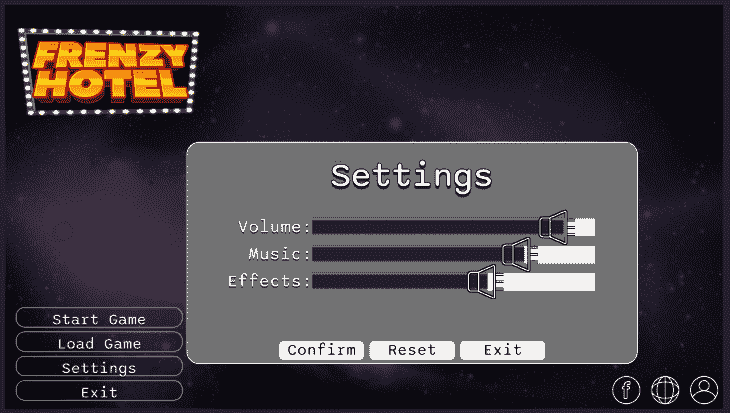 FRENZY
HOTEL
Settings
Volume:
Music:
Effects:
Confirm Reset Exit
Start Game
Load Game
Settings
Exit
f